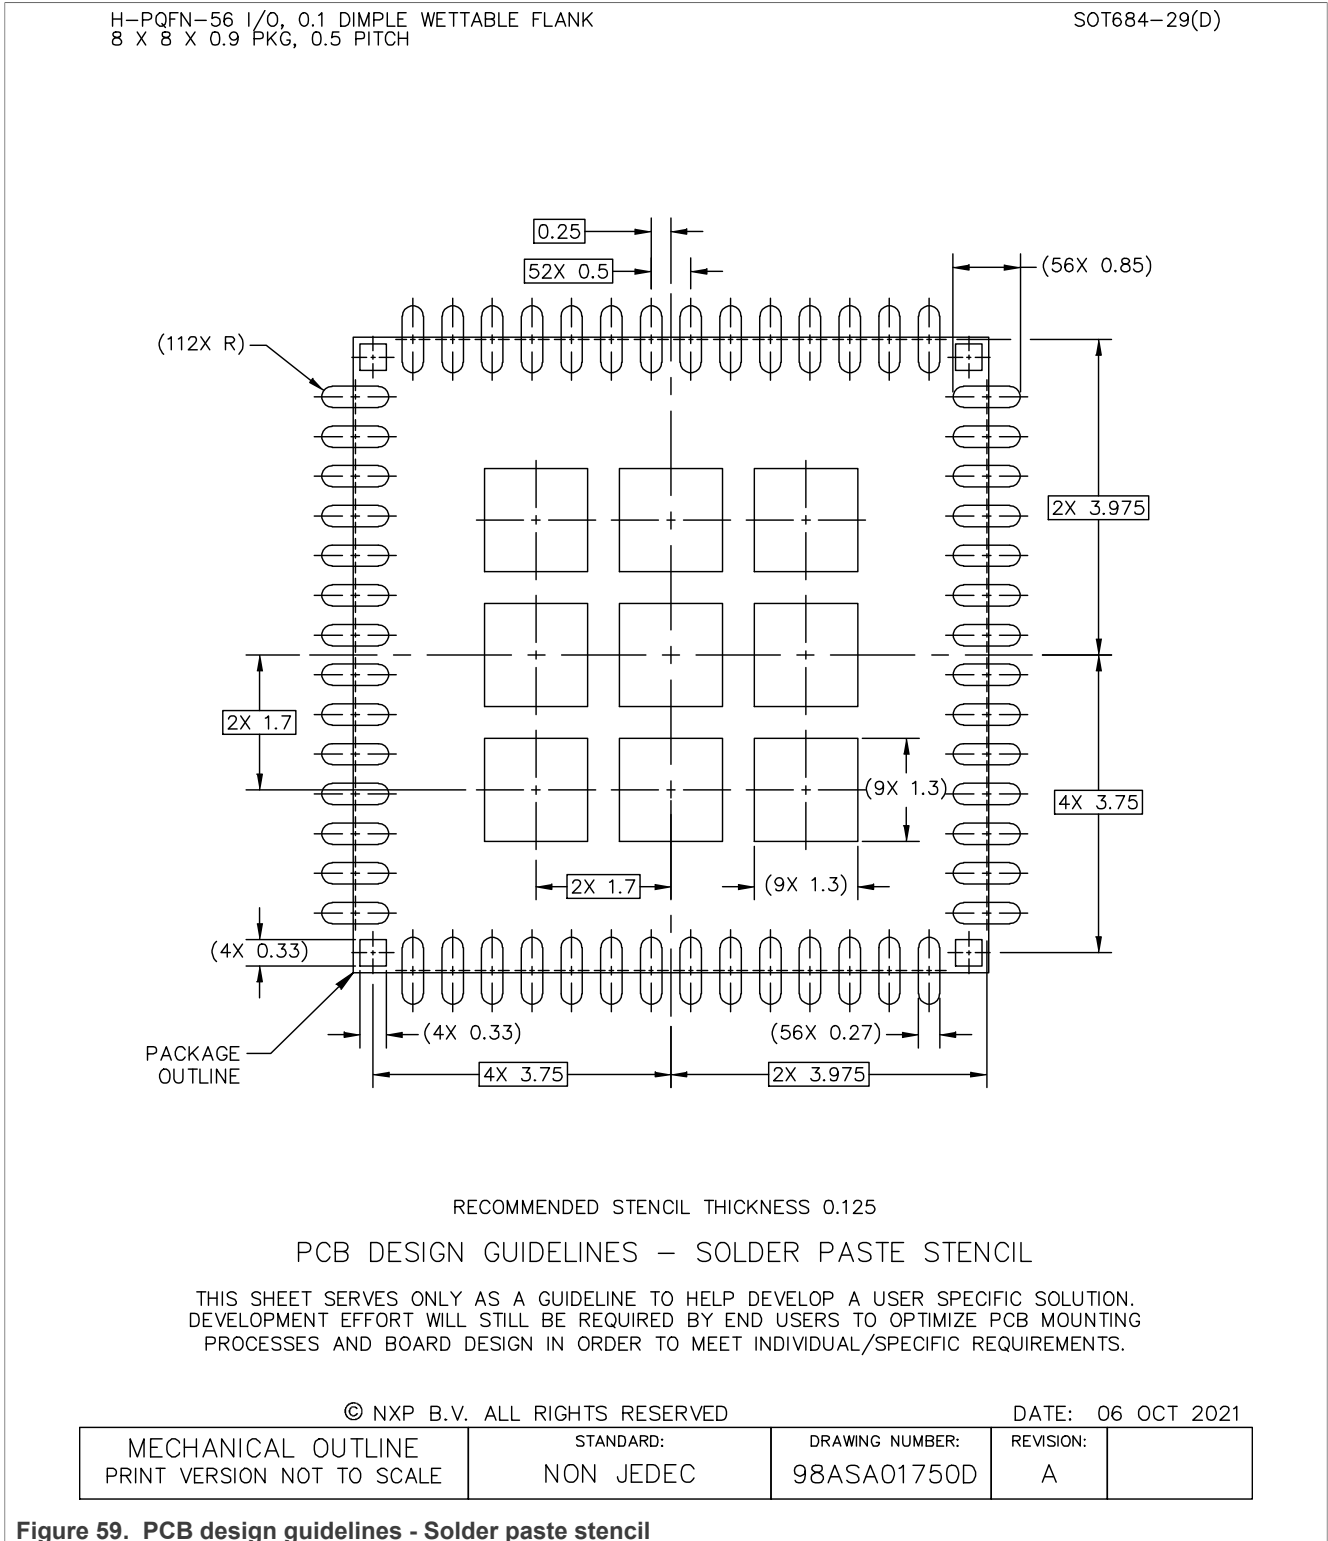 H-PQFN-56 I/O, 0.1 DIMPLE WETTABLE FLANK
8 X 8 X 0.9 PKG, 0.5 PITCH
SOT684-29(D)
0.25
52X 0.5
(56X 0.85)
(112X R)
2X 3.975
2X 1.7
(9X 1.3)
4X 3.75
2X 1.7
(9X 1.3)
(4X 0.33)
(4X 0.33)
(56X 0.27)
PACKAGE
OUTLINE
4X 3.75
2X 3.975
RECOMMENDED STENCIL THICKNESS 0.125
PCB DESIGN GUIDELINES – SOLDER PASTE STENCIL
THIS SHEET SERVES ONLY AS A GUIDELINE TO HELP DEVELOP A USER SPECIFIC SOLUTION.
DEVELOPMENT EFFORT WILL STILL BE REQUIRED BY END USERS TO OPTIMIZE PCB MOUNTING
PROCESSES AND BOARD DESIGN IN ORDER TO MEET INDIVIDUAL/SPECIFIC REQUIREMENTS.
© NXP B.V. ALL RIGHTS RESERVED
DATE: 06 OCT 2021
MECHANICAL OUTLINE
PRINT VERSION NOT TO SCALE
STANDARD:
NON JEDEC
DRAWING NUMBER:
98ASA01750D
REVISION:
A
Figure 59. PCB design guidelines - Solder paste stencil